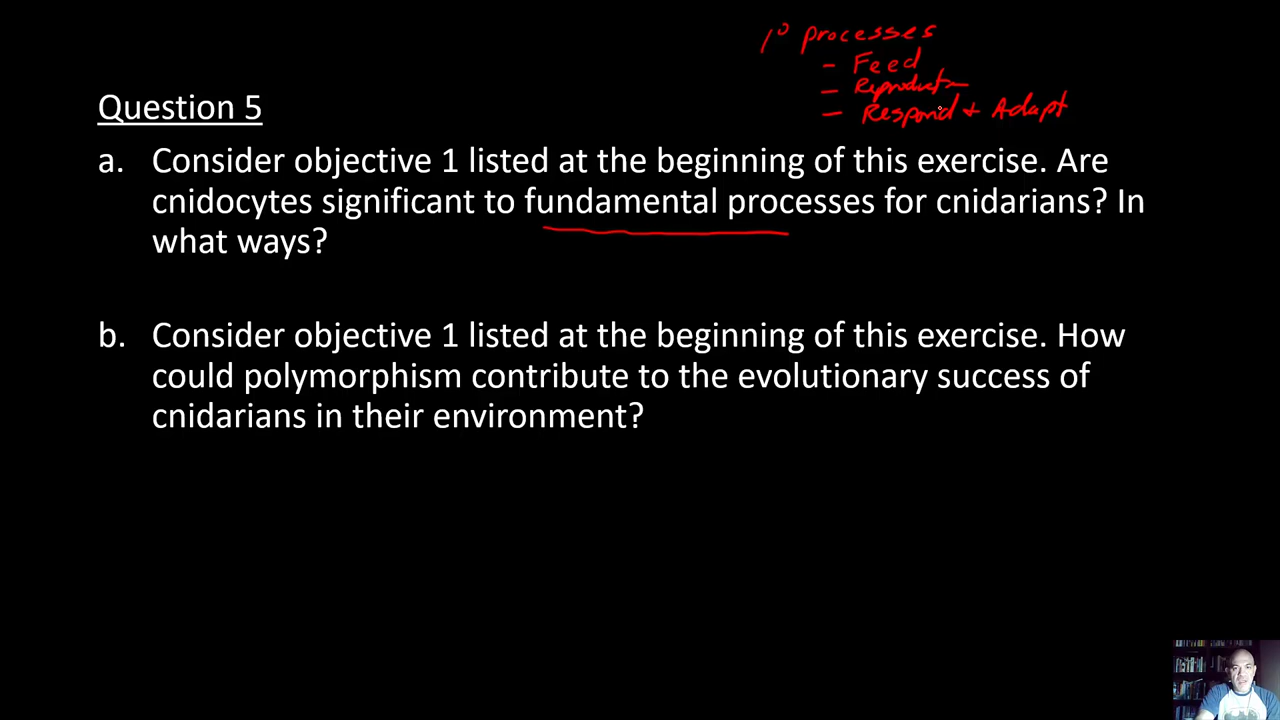 1° processes
- Feed
- Reproduction
- Respond + Adapt
Question 5
a. Consider objective 1 listed at the beginning of this exercise. Are
cnidocytes significant to fundamental processes for cnidarians? In
what ways?
b. Consider objective 1 listed at the beginning of this exercise. How
could polymorphism contribute to the evolutionary success of
cnidarians in their environment?